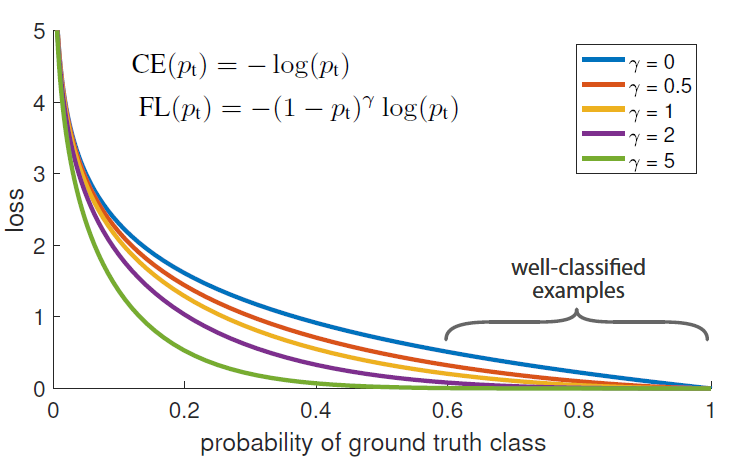 CE(pt) = − log(pt)
FL(pt) = −(1 − pt)γ log(pt)
γ = 0
γ = 0.5
γ = 1
γ = 2
γ = 5
well-classified
examples
loss
5
4
3
2
1
0
0 0.2 0.4 0.6 0.8 1
probability of ground truth class